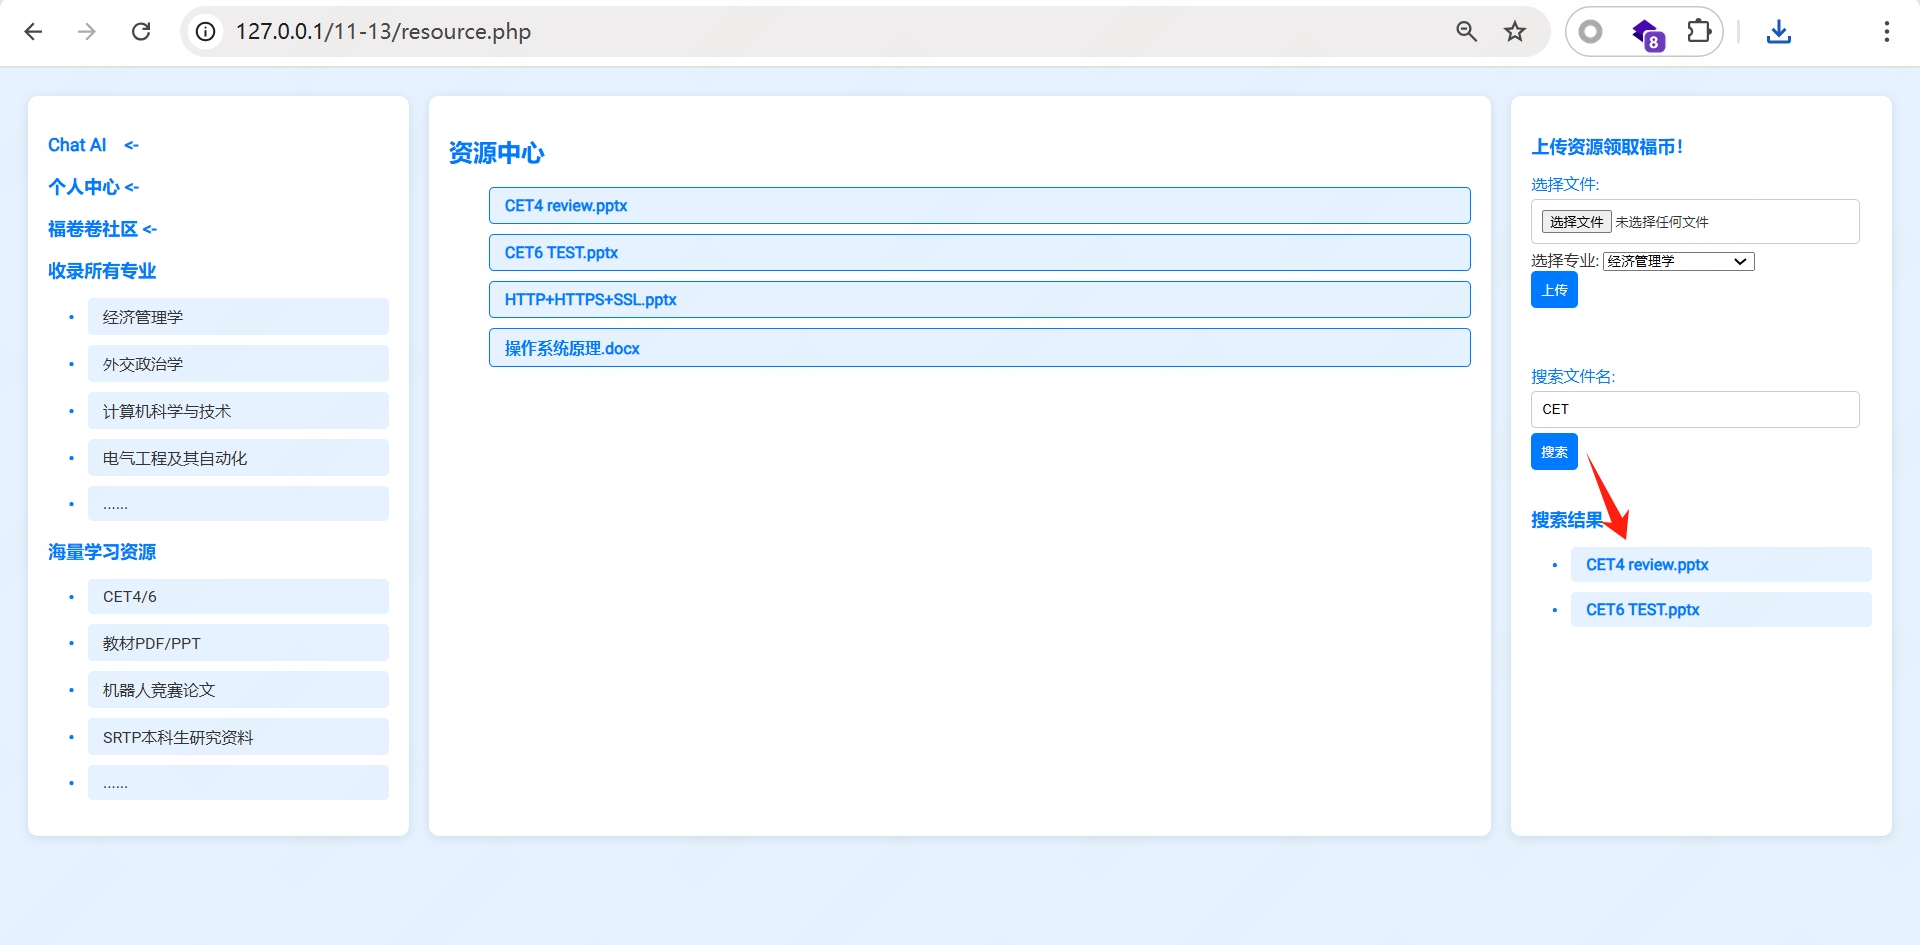 127.0.0.1/11-13/resource.php
8
Chat AI <-
个人中心 <-
福卷卷社区 <-
收录所有专业
经济管理学
外交政治学
计算机科学与技术
电气工程及其自动化
......
海量学习资源
CET4/6
教材PDF/PPT
机器人竞赛论文
SRTP本科生研究资料
......
资源中心
CET4 review.pptx
CET6 TEST.pptx
HTTP+HTTPS+SSL.pptx
操作系统原理.docx
上传资源领取福币！
选择文件:
选择文件 未选择任何文件
选择专业: 经济管理学
上传
搜索文件名:
CET
搜索
搜索结果
CET4 review.pptx
CET6 TEST.pptx